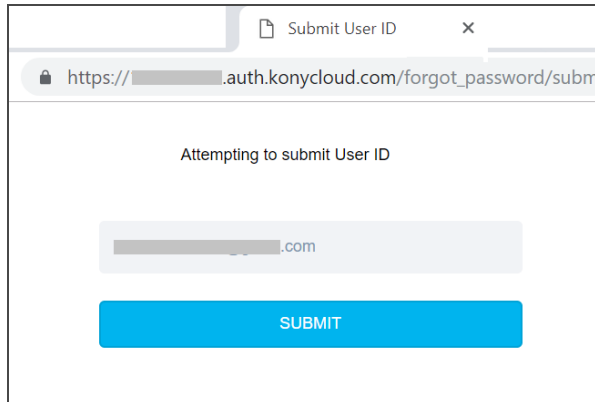 Submit User ID
https:// .auth.konycloud.com/forgot_password/subm
Attempting to submit User ID
.com
SUBMIT